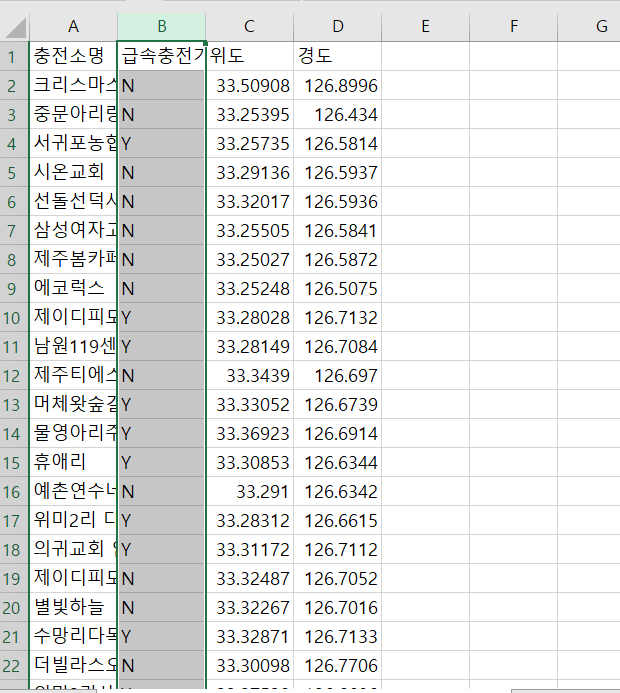 A B C D E F G
1 충전소명 급속충전기 위도 경도
2 크리스마스 N 33.50908 126.8996
3 중문아리랑 N 33.25395 126.434
4 서귀포농협 Y 33.25735 126.5814
5 시온교회 N 33.29136 126.5937
6 선돌선덕사 N 33.32017 126.5936
7 삼성여자고 N 33.25505 126.5841
8 제주봄카페 N 33.25027 126.5872
9 에코럭스 N 33.25248 126.5075
10 제이디피모 Y 33.28028 126.7132
11 남원119센 Y 33.28149 126.7084
12 제주티에스 N 33.3439 126.697
13 머체왓숲길 Y 33.33052 126.6739
14 물영아리주 Y 33.36923 126.6914
15 휴애리 Y 33.30853 126.6344
16 예촌연수너 N 33.291 126.6342
17 위미2리 Y 33.28312 126.6615
18 의귀교회 Y 33.31172 126.7112
19 제이디피모 N 33.32487 126.7052
20 별빛하늘 N 33.32267 126.7016
21 수망리다목 Y 33.32871 126.7133
22 더빌라스오 N 33.30098 126.7706